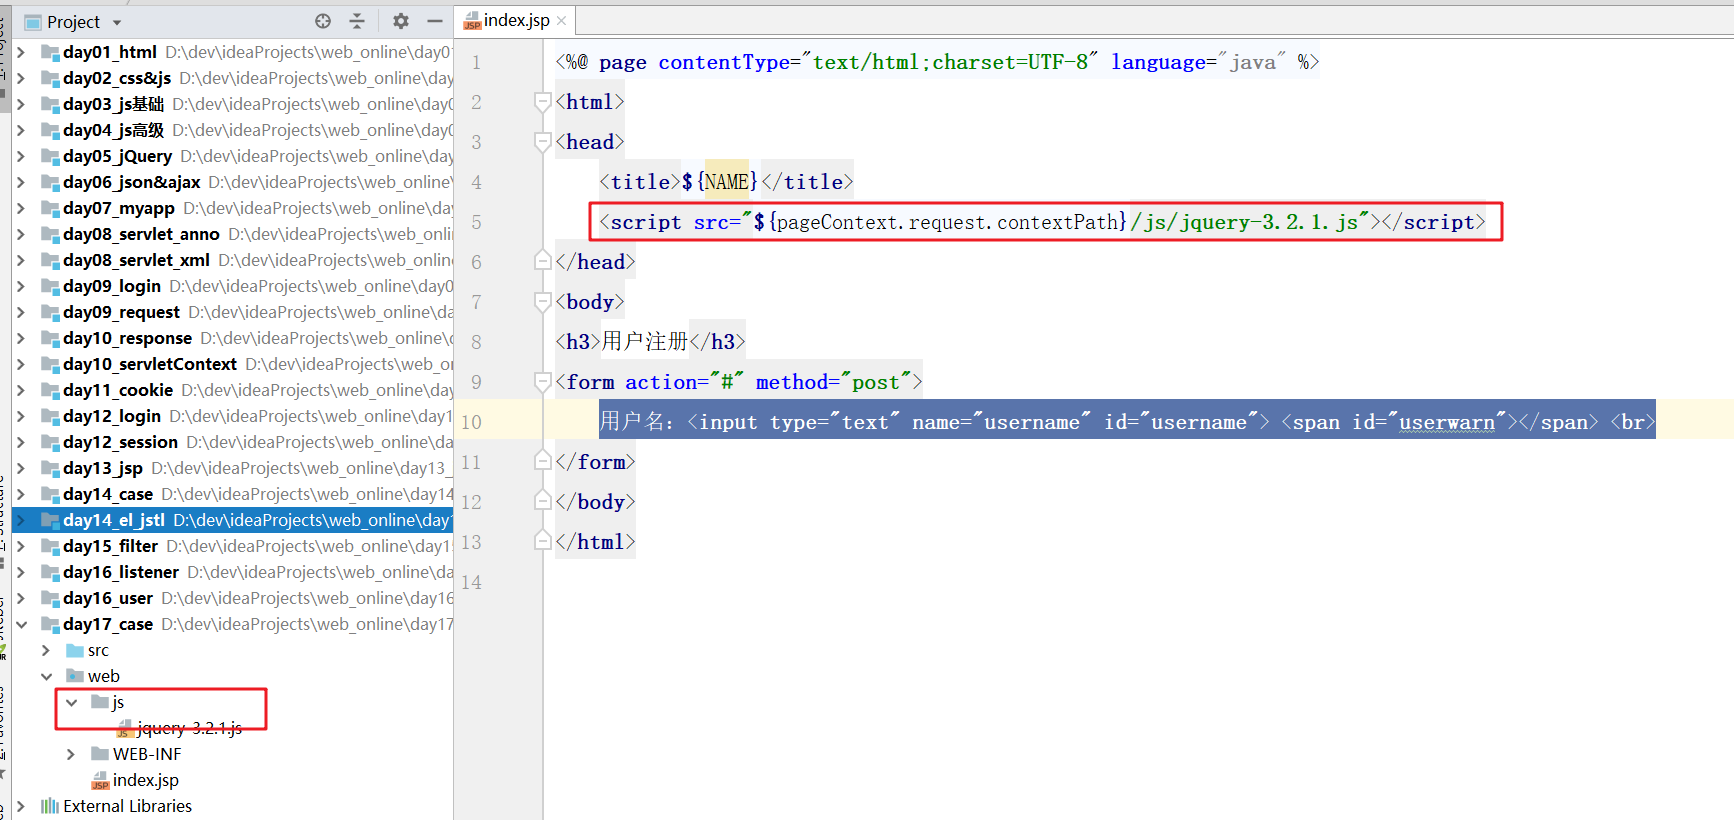 Project
index.jsp
day01_html D:\dev\ideaProjects\web_online\day01
day02_css&js D:\dev\ideaProjects\web_online\day
day03_js基础 D:\dev\ideaProjects\web_online\day0
day04_js高级 D:\dev\ideaProjects\web_online\day0
day05_jQuery D:\dev\ideaProjects\web_online\day
day06_json&ajax D:\dev\ideaProjects\web_online\
day07_myapp D:\dev\ideaProjects\web_online\day
day08_servlet_anno D:\dev\ideaProjects\web_onlin
day08_servlet_xml D:\dev\ideaProjects\web_online
day09_login D:\dev\ideaProjects\web_online\day0
day09_request D:\dev\ideaProjects\web_online\da
day10_response D:\dev\ideaProjects\web_online\
day10_servletContext D:\dev\ideaProjects\web_on
day11_cookie D:\dev\ideaProjects\web_online\day
day12_login D:\dev\ideaProjects\web_online\day1
day12_session D:\dev\ideaProjects\web_online\da
day13_jsp D:\dev\ideaProjects\web_online\day13_
day14_case D:\dev\ideaProjects\web_online\day14
day14_el_jstl D:\dev\ideaProjects\web_online\day1
day15_filter D:\dev\ideaProjects\web_online\day15
day16_listener D:\dev\ideaProjects\web_online\da
day16_user D:\dev\ideaProjects\web_online\day16
day17_case D:\dev\ideaProjects\web_online\day17
src
web
js
jquery-3.2.1.js
WEB-INF
index.jsp
External Libraries
1 <%@ page contentType="text/html;charset=UTF-8" language="java" %>
2 <html>
3 <head>
4 <title>${NAME}</title>
5 <script src="${pageContext.request.contextPath}/js/jquery-3.2.1.js"></script>
6 </head>
7 <body>
8 <h3>用户注册</h3>
9 <form action="#" method="post">
10 用户名：<input type="text" name="username" id="username"> <span id="userwarn"></span> <br>
11 </form>
12 </body>
13 </html>
14